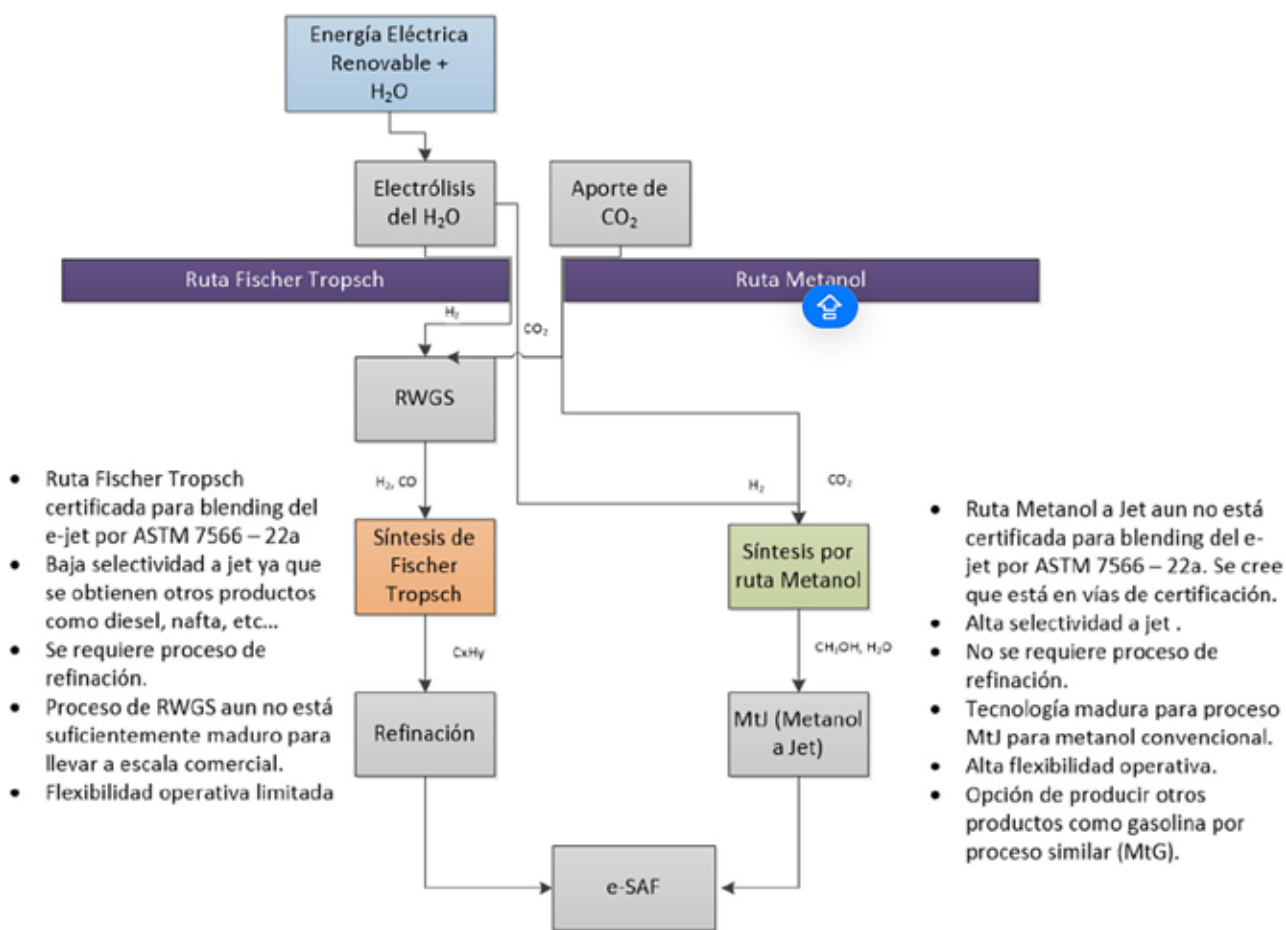 Energía Eléctrica
Renovable +
H₂O
Electrólisis
del H₂O
Aporte de
CO₂
Ruta Fischer Tropsch
Ruta Metanol
H₂
CO₂
RWGS
H₂, CO
H₂
CO₂
• Ruta Fischer Tropsch
certificada para blending del
e-jet por ASTM 7566 – 22a
• Baja selectividad a jet ya que
se obtienen otros productos
como diesel, nafta, etc...
• Se requiere proceso de
refinación.
• Proceso de RWGS aun no está
suficientemente maduro para
llevar a escala comercial.
• Flexibilidad operativa limitada
Síntesis de
Fischer
Tropsch
Síntesis por
ruta Metanol
CxHy
CH₃OH, H₂O
Refinación
MtJ (Metanol
a Jet)
e-SAF
• Ruta Metanol a Jet aun no está
certificada para blending del e-
jet por ASTM 7566 – 22a. Se cree
que está en vías de certificación.
• Alta selectividad a jet .
• No se requiere proceso de
refinación.
• Tecnología madura para proceso
MtJ para metanol convencional.
• Alta flexibilidad operativa.
• Opción de producir otros
productos como gasolina por
proceso similar (MtG).